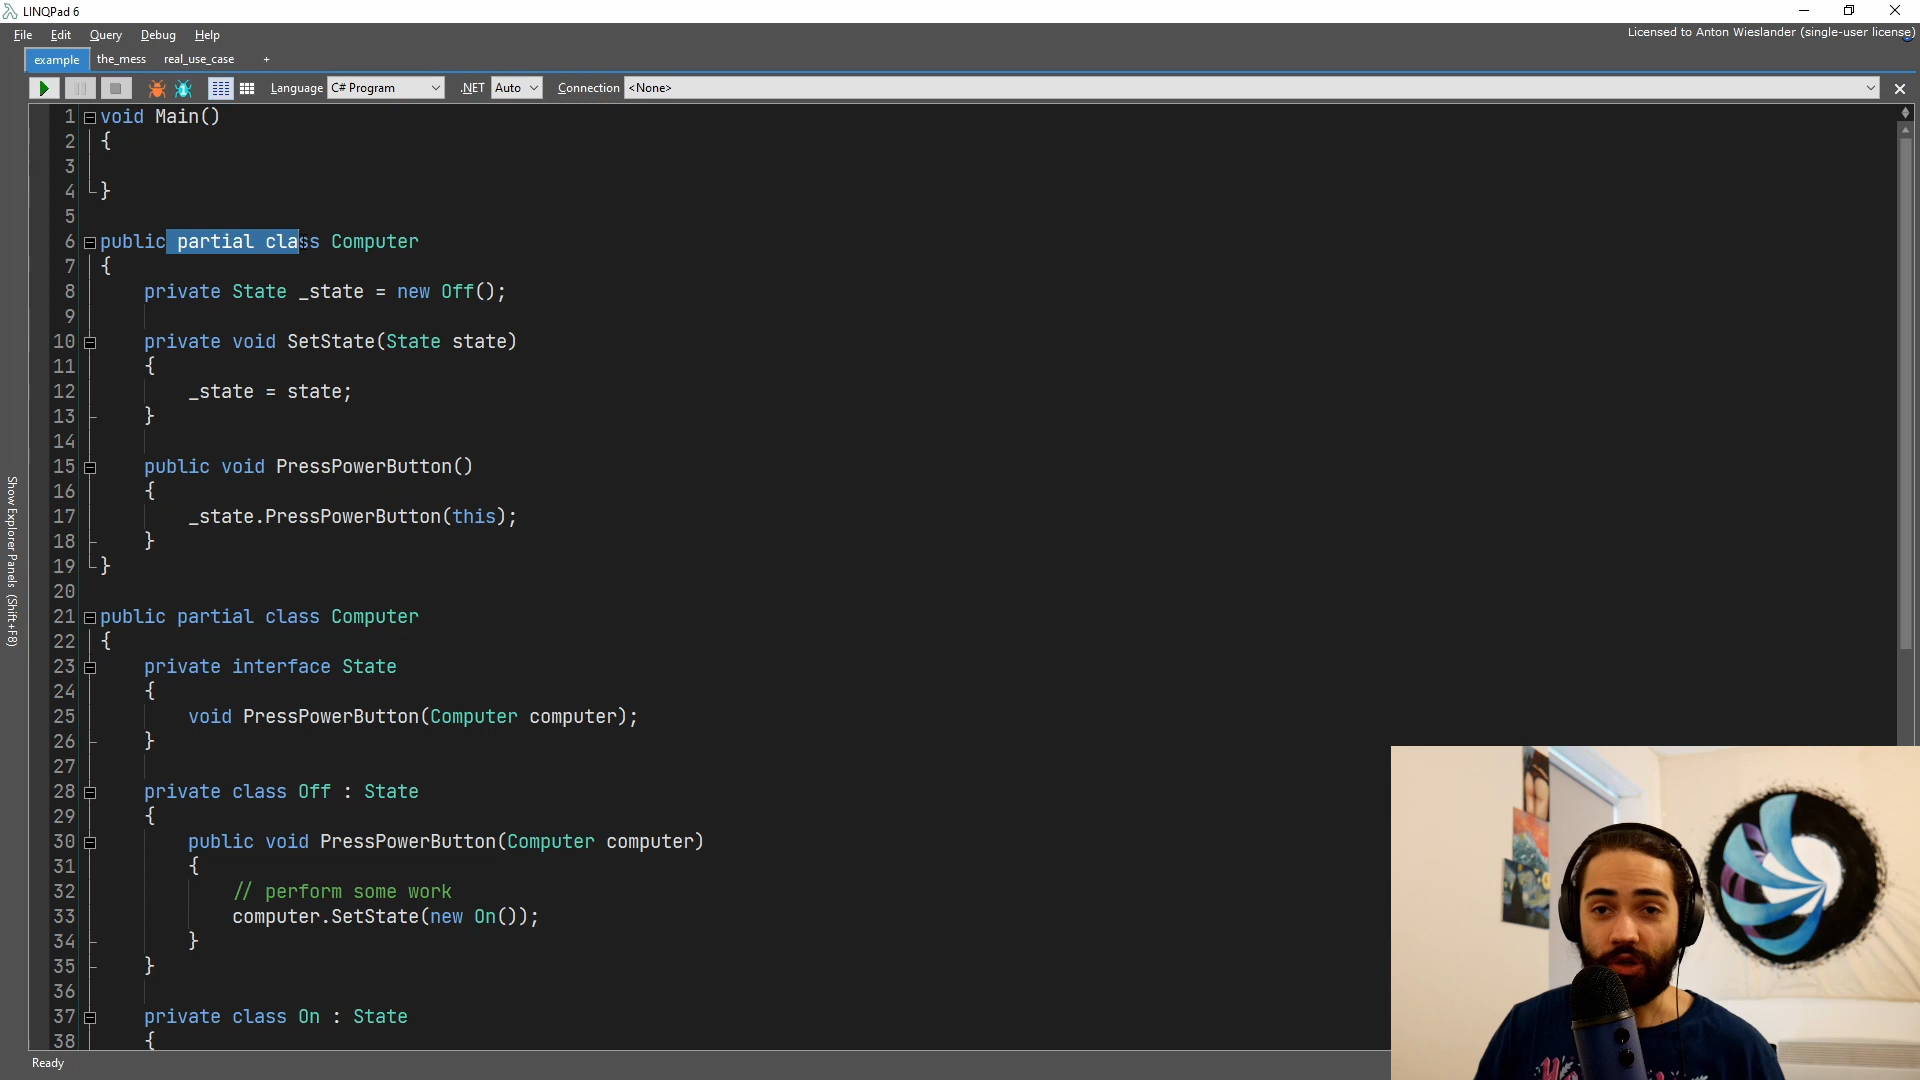 LINQPad 6
File Edit Query Debug Help
Licensed to Anton Wieslander (single-user license)
example the_mess real_use_case +
Language C# Program .NET Auto Connection <None>
Show Explorer Panels (Shift+F8)
1 void Main()
2 {
3
4 }
5
6 public partial class Computer
7 {
8 private State _state = new Off();
9
10 private void SetState(State state)
11 {
12 _state = state;
13 }
14
15 public void PressPowerButton()
16 {
17 _state.PressPowerButton(this);
18 }
19 }
20
21 public partial class Computer
22 {
23 private interface State
24 {
25 void PressPowerButton(Computer computer);
26 }
27
28 private class Off : State
29 {
30 public void PressPowerButton(Computer computer)
31 {
32 // perform some work
33 computer.SetState(new On());
34 }
35 }
36
37 private class On : State
38 {
Ready